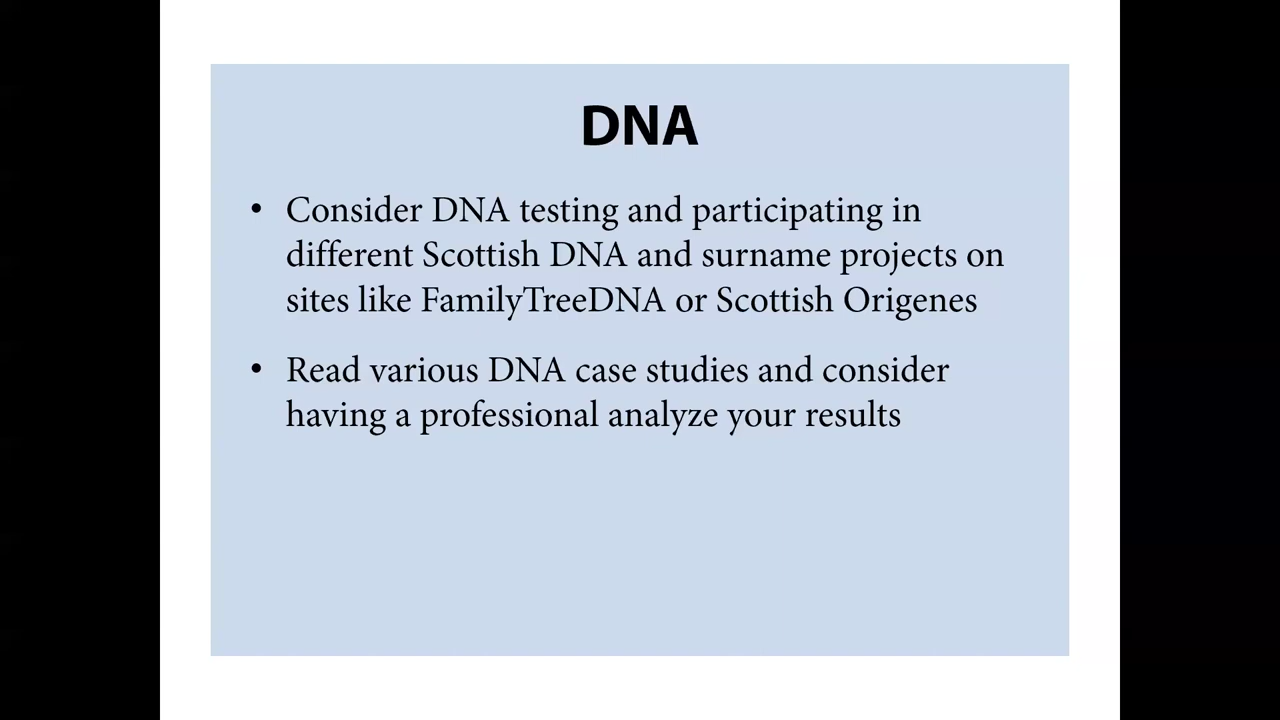 DNA
• Consider DNA testing and participating in
different Scottish DNA and surname projects on
sites like FamilyTreeDNA or Scottish Origenes
• Read various DNA case studies and consider
having a professional analyze your results